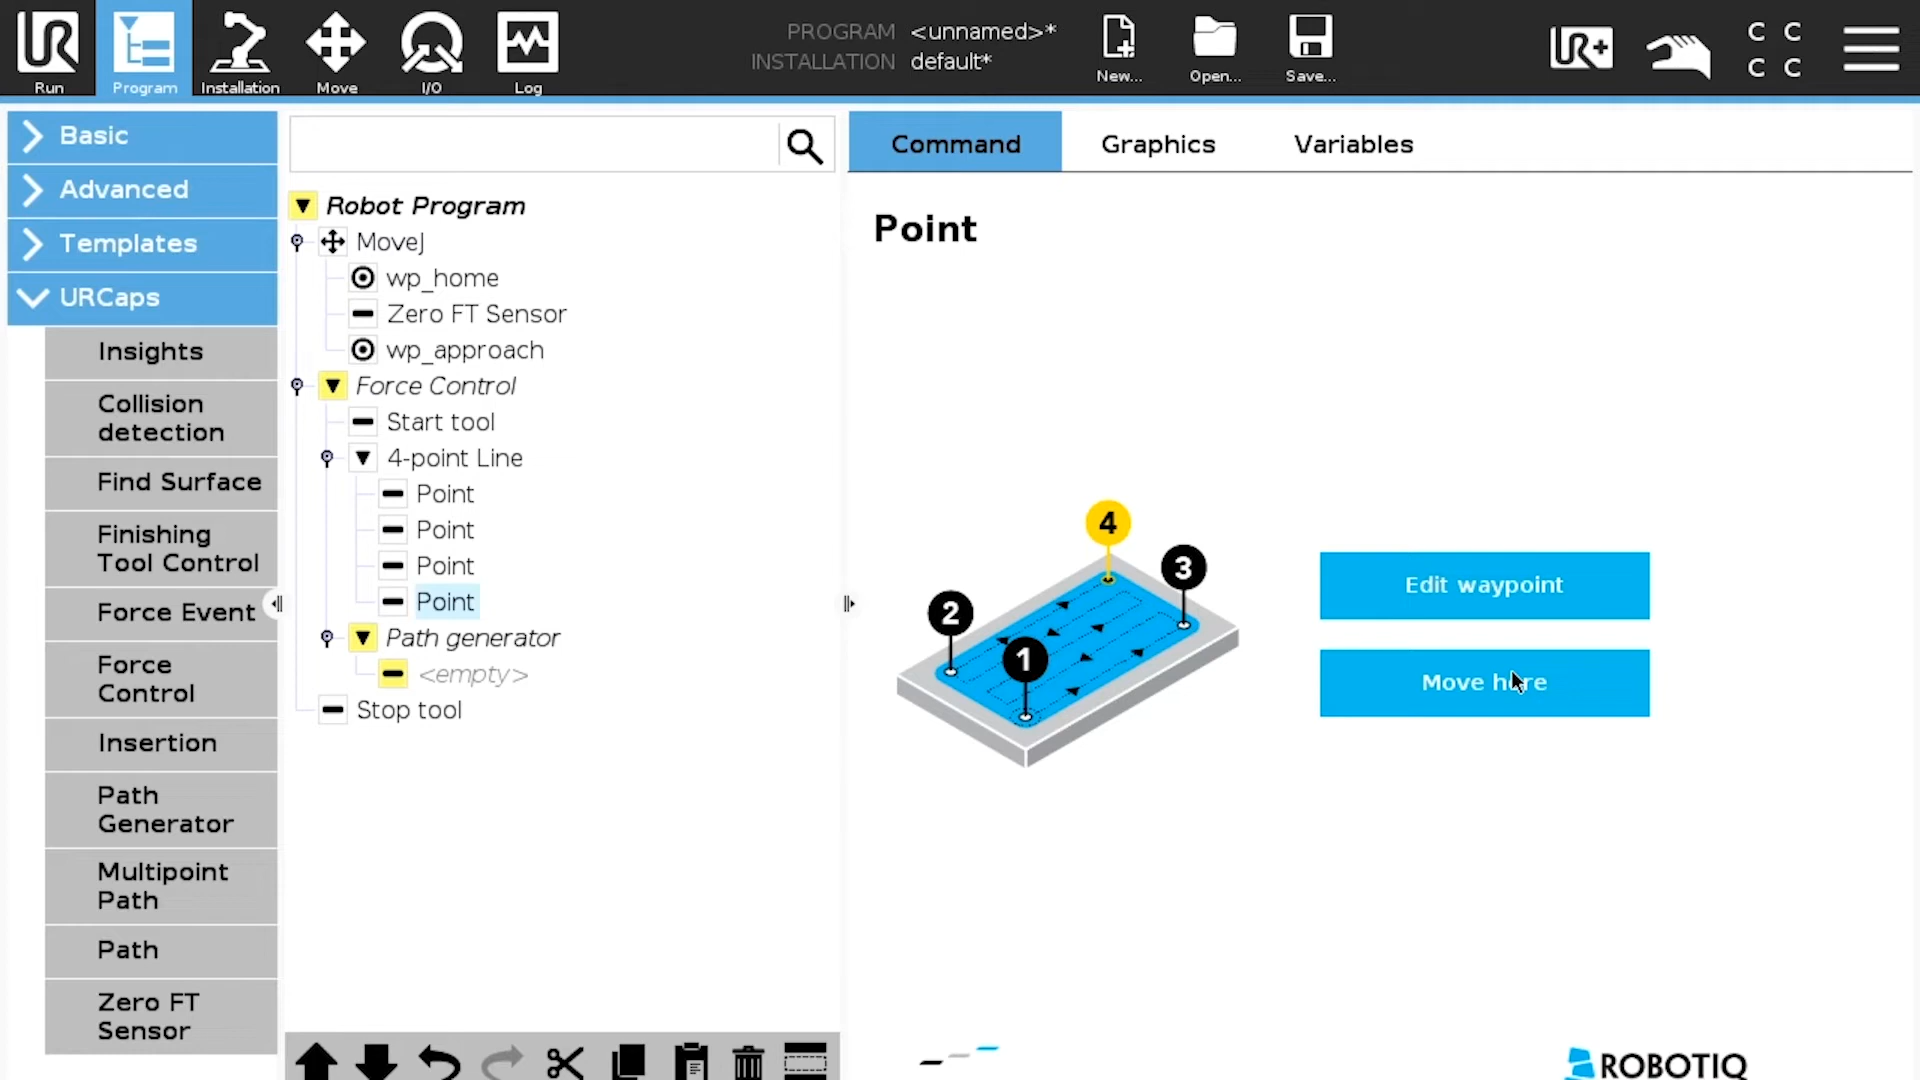 Run
Program
Installation
Move
I/O
Log
PROGRAM <unnamed>*
INSTALLATION default*
New...
Open...
Save...
UR+
C C
C C
Basic
Advanced
Templates
URCaps
Insights
Collision
detection
Find Surface
Finishing
Tool Control
Force Event
Force
Control
Insertion
Path
Generator
Multipoint
Path
Path
Zero FT
Sensor
Robot Program
MoveJ
wp_home
Zero FT Sensor
wp_approach
Force Control
Start tool
4-point Line
Point
Point
Point
Point
Path generator
<empty>
Stop tool
Command
Graphics
Variables
Point
4
3
2
1
Edit waypoint
Move here
ROBOTIQ